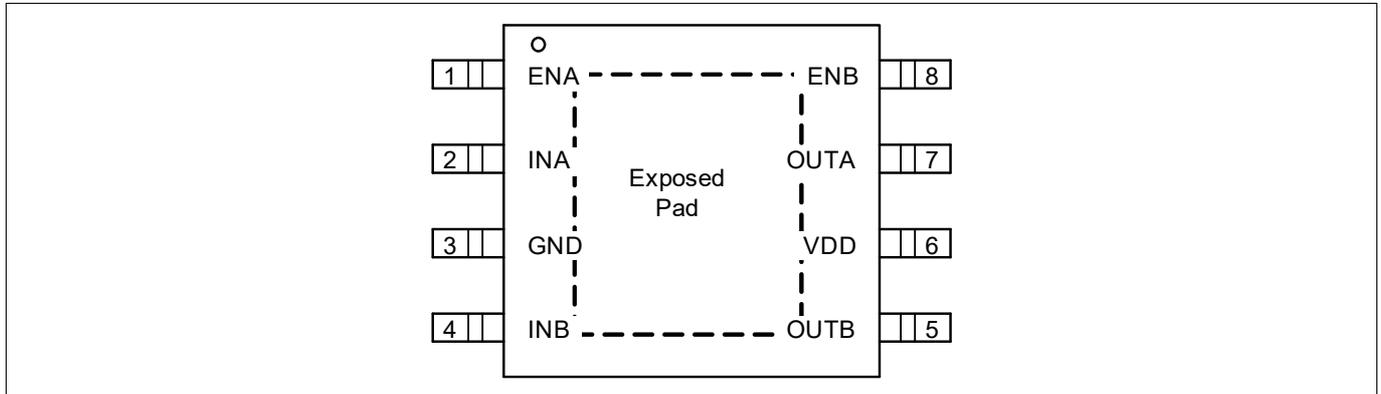 1 ENA ENB 8
2 INA OUTA 7
Exposed
Pad
3 GND VDD 6
4 INB OUTB 5